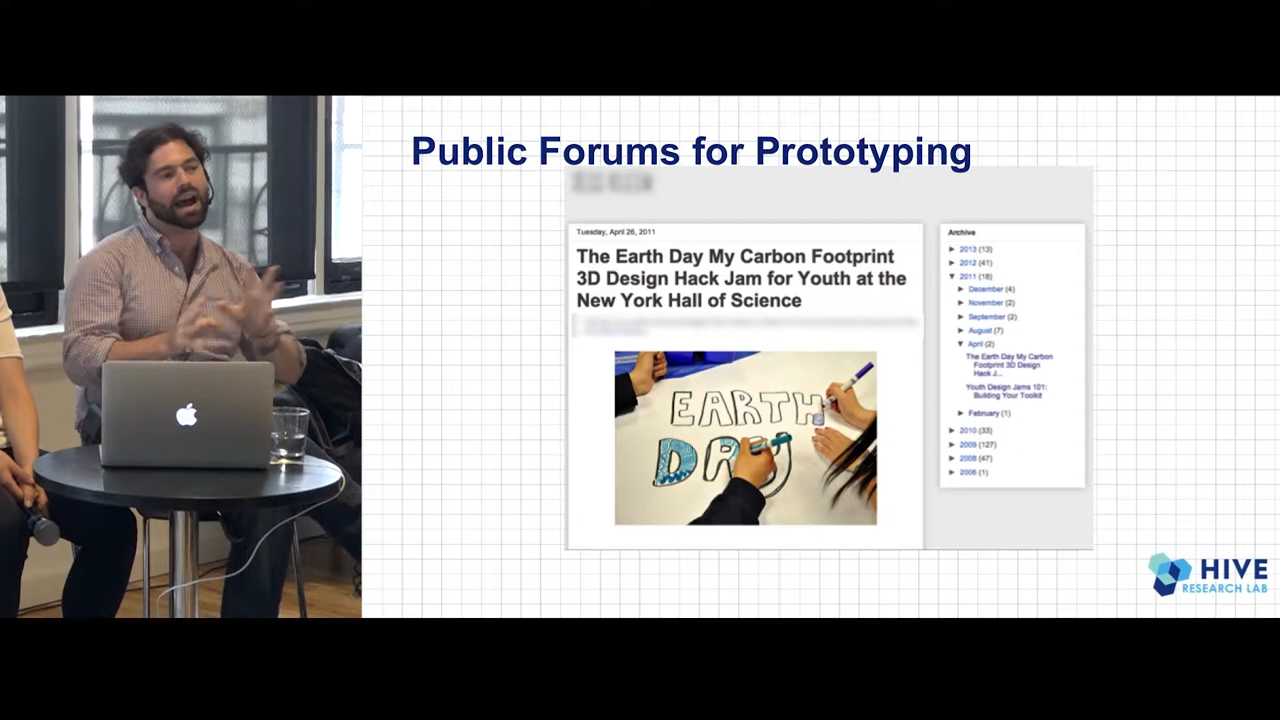 Public Forums for Prototyping
Tuesday, April 26, 2011
The Earth Day My Carbon Footprint
3D Design Hack Jam for Youth at the
New York Hall of Science
EARTH
DAY
Archive
► 2013 (13)
► 2012 (41)
▼ 2011 (18)
► December (4)
► November (2)
► September (2)
► August (7)
▼ April (2)
The Earth Day My Carbon
Footprint 3D Design
Hack J...
Youth Design Jams 101:
Building Your Toolkit
► February (1)
► 2010 (33)
► 2009 (127)
► 2008 (47)
► 2006 (1)
HIVE
RESEARCH LAB